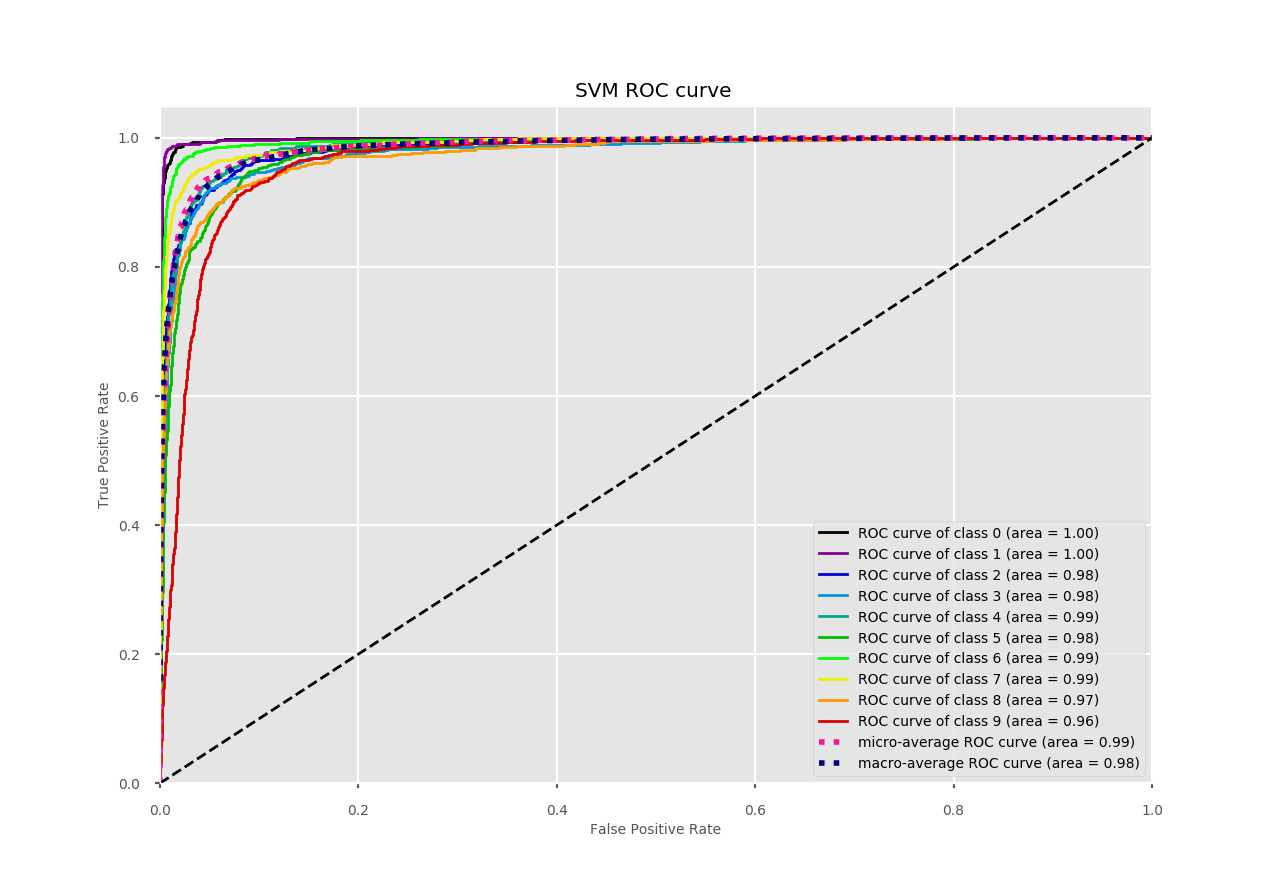 SVM ROC curve
1.0
0.8
0.6
0.4
0.2
0.0
True Positive Rate
ROC curve of class 0 (area = 1.00)
ROC curve of class 1 (area = 1.00)
ROC curve of class 2 (area = 0.98)
ROC curve of class 3 (area = 0.98)
ROC curve of class 4 (area = 0.99)
ROC curve of class 5 (area = 0.98)
ROC curve of class 6 (area = 0.99)
ROC curve of class 7 (area = 0.99)
ROC curve of class 8 (area = 0.97)
ROC curve of class 9 (area = 0.96)
micro-average ROC curve (area = 0.99)
macro-average ROC curve (area = 0.98)
0.0 0.2 0.4 0.6 0.8 1.0
False Positive Rate